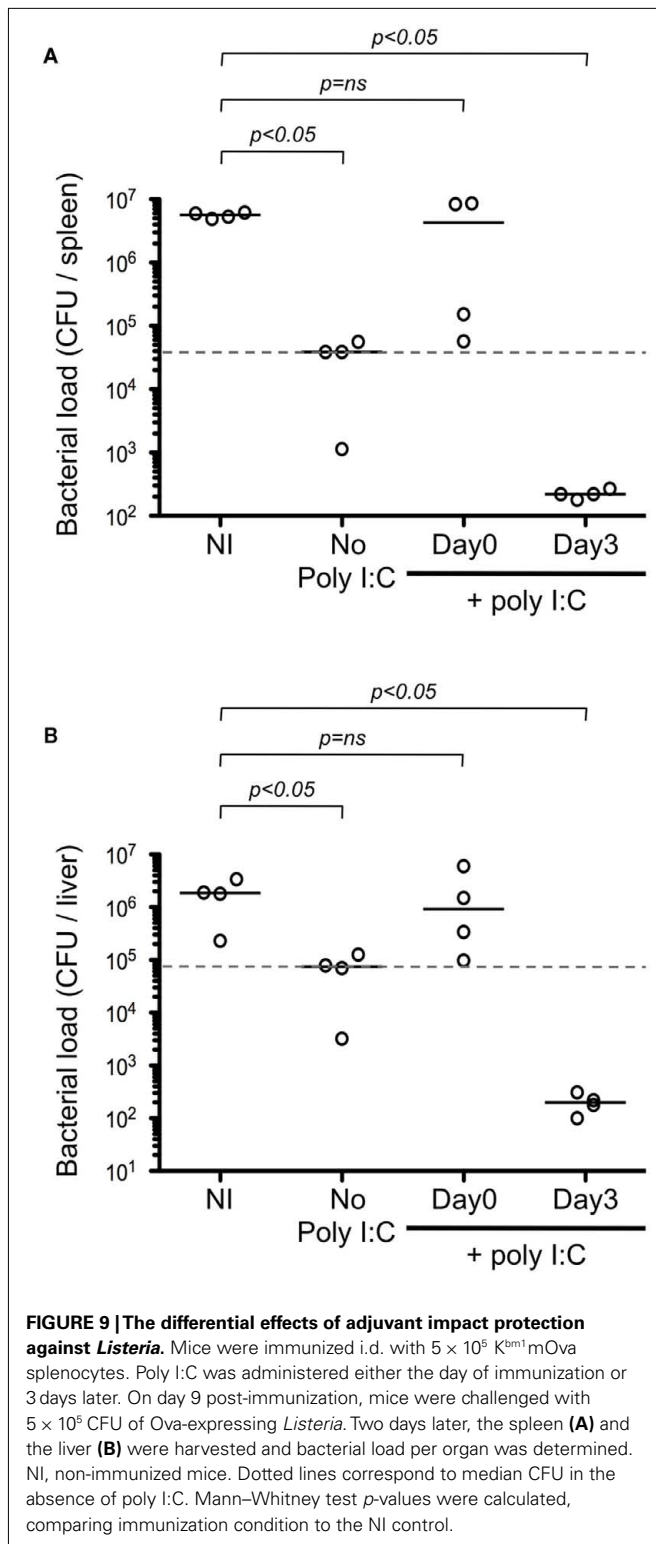 A
p<0.05
p=ns
p<0.05
Bacterial load (CFU / spleen)
10⁷
10⁶
10⁵
10⁴
10³
10²
NI No Day0 Day3
Poly I:C + poly I:C
B
p<0.05
p=ns
p<0.05
Bacterial load (CFU / liver)
10⁷
10⁶
10⁵
10⁴
10³
10²
10¹
NI No Day0 Day3
Poly I:C + poly I:C
FIGURE 9 | The differential effects of adjuvant impact protection
against Listeria. Mice were immunized i.d. with 5 × 10⁵ Kᵇᵐ¹mOva
splenocytes. Poly I:C was administered either the day of immunization or
3 days later. On day 9 post-immunization, mice were challenged with
5 × 10⁵ CFU of Ova-expressing Listeria. Two days later, the spleen (A) and
the liver (B) were harvested and bacterial load per organ was determined.
NI, non-immunized mice. Dotted lines correspond to median CFU in the
absence of poly I:C. Mann–Whitney test p-values were calculated,
comparing immunization condition to the NI control.